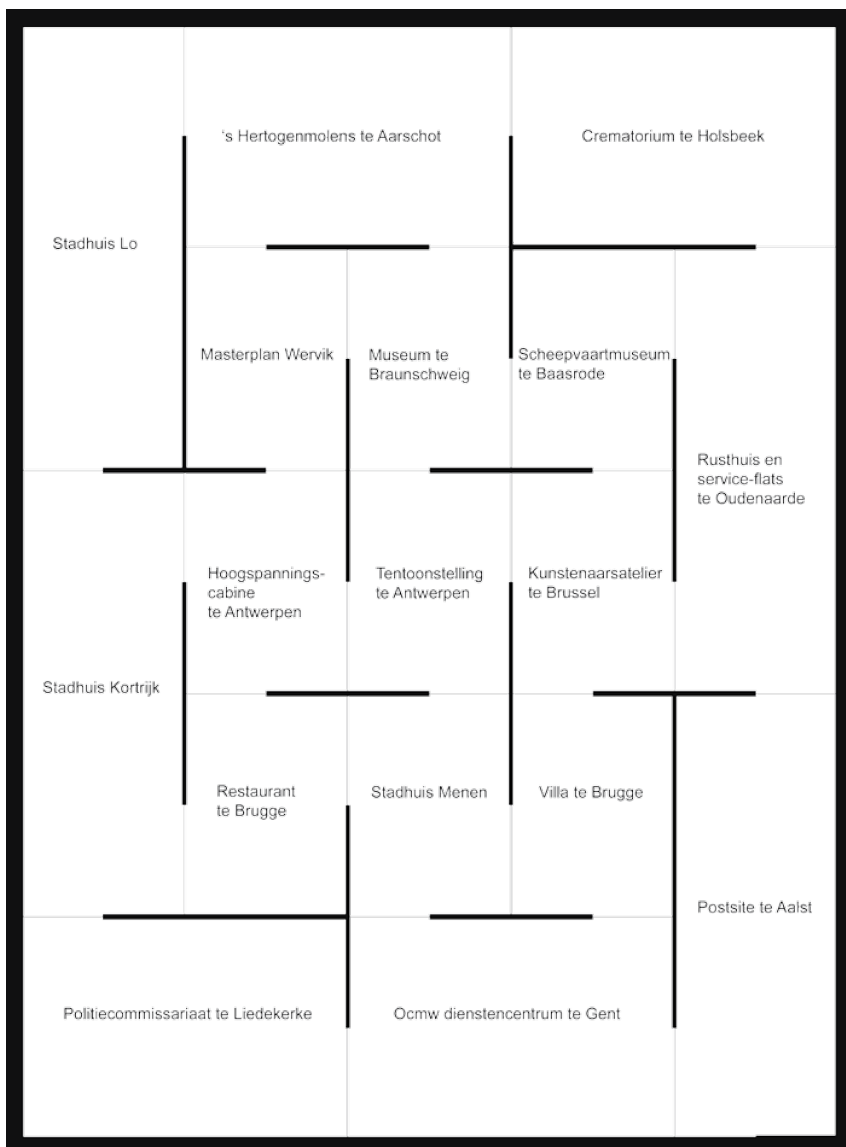 ‘s Hertogenmolens te Aarschot
Crematorium te Holsbeek
Stadhuis Lo
Masterplan Wervik
Museum te
Braunschweig
Scheepvaartmuseum
te Baasrode
Rusthuis en
service-flats
te Oudenaarde
Hoogspannings-
cabine
te Antwerpen
Tentoonstelling
te Antwerpen
Kunstenaarsatelier
te Brussel
Stadhuis Kortrijk
Restaurant
te Brugge
Stadhuis Menen
Villa te Brugge
Postsite te Aalst
Politiecommissariaat te Liedekerke
Ocmw dienstencentrum te Gent